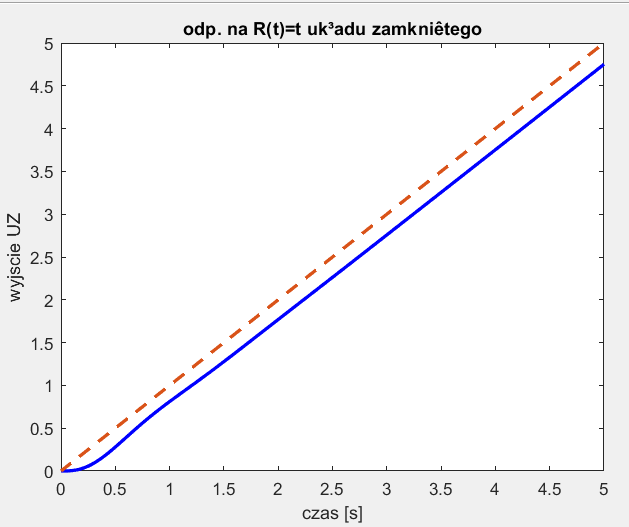 odp. na R(t)=t uk³adu zamkniêtego
5
4.5
4
3.5
3
2.5
2
1.5
1
0.5
0
wyjscie UZ
0 0.5 1 1.5 2 2.5 3 3.5 4 4.5 5
czas [s]